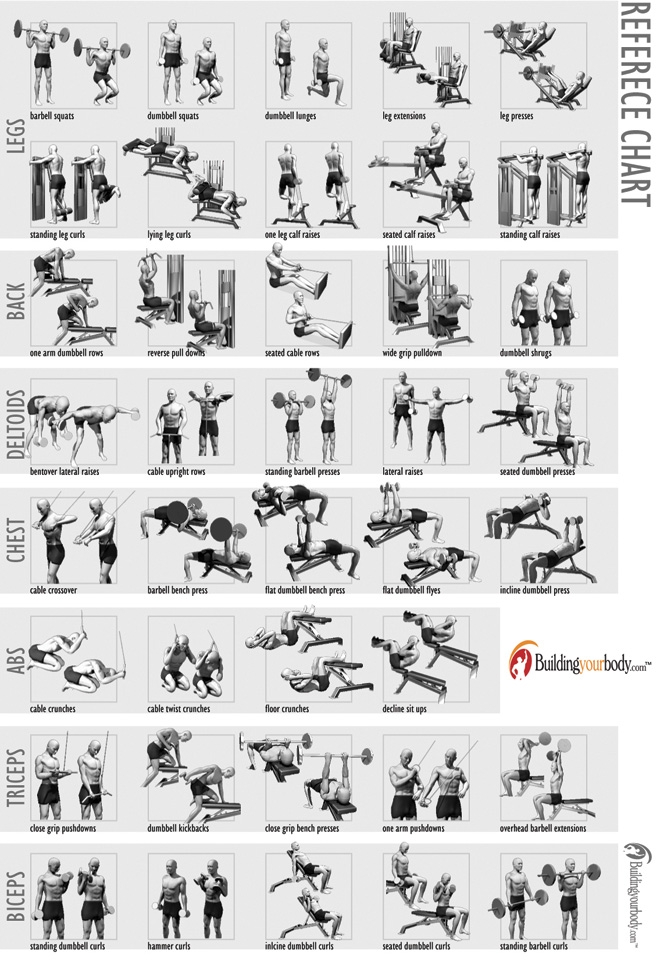 REFERECE CHART
LEGS
barbell squats
dumbbell squats
dumbbell lunges
leg extensions
leg presses
standing leg curls
lying leg curls
one leg calf raises
seated calf raises
standing calf raises
BACK
one arm dumbbell rows
reverse pull downs
seated cable rows
wide grip pulldown
dumbbell shrugs
DELTOIDS
bentover lateral raises
cable upright rows
standing barbell presses
lateral raises
seated dumbbell presses
CHEST
cable crossover
barbell bench press
flat dumbbell bench press
flat dumbbell flyes
incline dumbbell press
ABS
cable crunches
cable twist crunches
floor crunches
decline sit ups
Buildingyourbody.com™
TRICEPS
close grip pushdowns
dumbbell kickbacks
close grip bench presses
one arm pushdowns
overhead barbell extensions
BICEPS
standing dumbbell curls
hammer curls
inlcine dumbbell curls
seated dumbbell curls
standing barbell curls
Buildingyourbody.com™